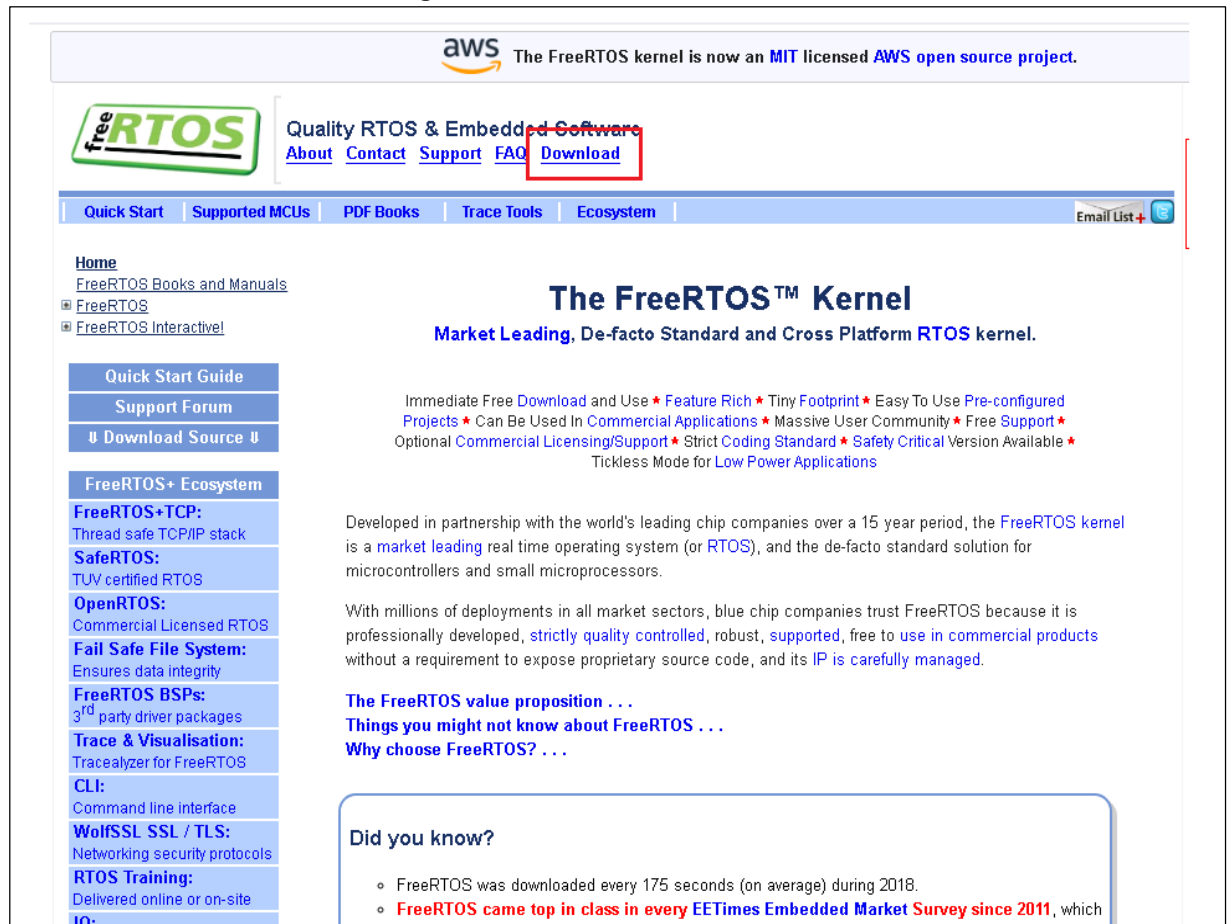 aws The FreeRTOS kernel is now an MIT licensed AWS open source project.
freeRTOS
Quality RTOS & Embedded Software
About Contact Support FAQ Download
Quick Start Supported MCUs PDF Books Trace Tools Ecosystem
Email List +
Home
FreeRTOS Books and Manuals
FreeRTOS
FreeRTOS Interactive!
Quick Start Guide
Support Forum
⇓ Download Source ⇓
FreeRTOS+ Ecosystem
FreeRTOS+TCP:
Thread safe TCP/IP stack
SafeRTOS:
TUV certified RTOS
OpenRTOS:
Commercial Licensed RTOS
Fail Safe File System:
Ensures data integrity
FreeRTOS BSPs:
3rd party driver packages
Trace & Visualisation:
Tracealyzer for FreeRTOS
CLI:
Command line interface
WolfSSL SSL / TLS:
Networking security protocols
RTOS Training:
Delivered online or on-site
IO:
The FreeRTOS™ Kernel
Market Leading, De-facto Standard and Cross Platform RTOS kernel.
Immediate Free Download and Use ★ Feature Rich ★ Tiny Footprint ★ Easy To Use Pre-configured
Projects ★ Can Be Used In Commercial Applications ★ Massive User Community ★ Free Support ★
Optional Commercial Licensing/Support ★ Strict Coding Standard ★ Safety Critical Version Available ★
Tickless Mode for Low Power Applications
Developed in partnership with the world's leading chip companies over a 15 year period, the FreeRTOS kernel
is a market leading real time operating system (or RTOS), and the de-facto standard solution for
microcontrollers and small microprocessors.
With millions of deployments in all market sectors, blue chip companies trust FreeRTOS because it is
professionally developed, strictly quality controlled, robust, supported, free to use in commercial products
without a requirement to expose proprietary source code, and its IP is carefully managed.
The FreeRTOS value proposition . . .
Things you might not know about FreeRTOS . . .
Why choose FreeRTOS? . . .
Did you know?
FreeRTOS was downloaded every 175 seconds (on average) during 2018.
FreeRTOS came top in class in every EETimes Embedded Market Survey since 2011, which